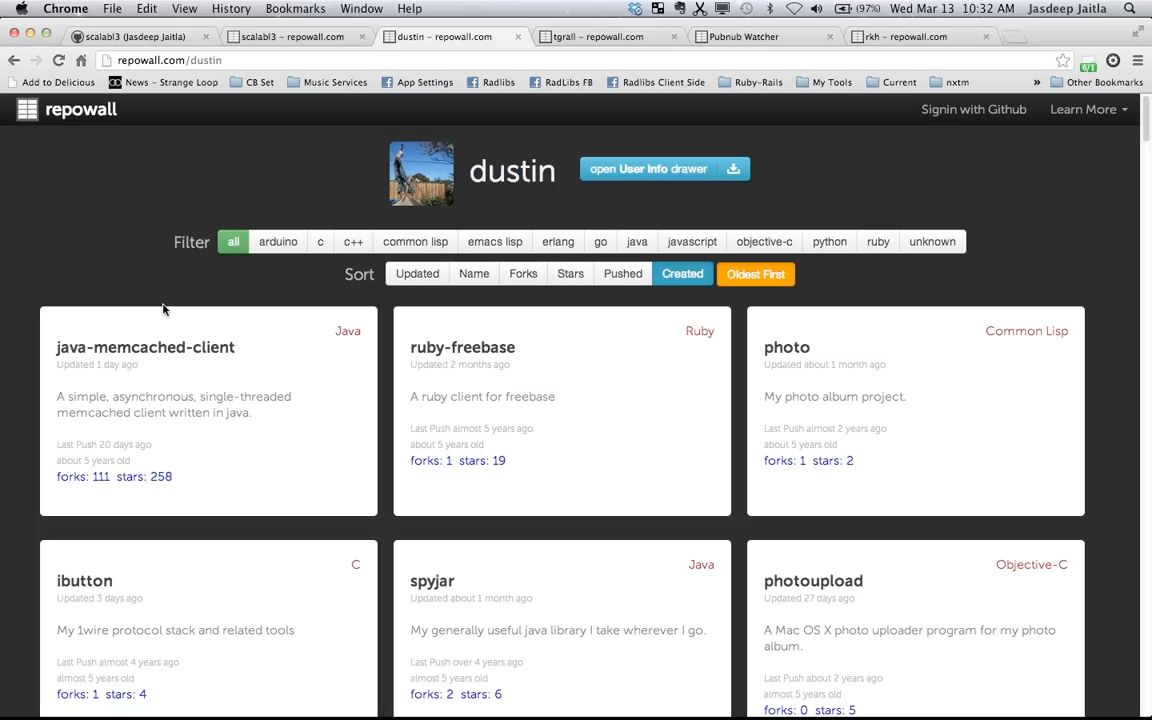 Chrome File Edit View History Bookmarks Window Help (97%) Wed Mar 13 10:32 AM Jasdeep Jaitla
scalabl3 (Jasdeep Jaitla) × scalabl3 – repowall.com × dustin – repowall.com × tgrall – repowall.com × Pubnub Watcher × rkh – repowall.com ×
repowall.com/dustin
Add to Delicious News – Strange Loop CB Set Music Services App Settings Radlibs RadLibs FB Radlibs Client Side Ruby-Rails My Tools Current nxtm » Other Bookmarks
repowall Signin with Github Learn More
dustin open User Info drawer
Filter all arduino c c++ common lisp emacs lisp erlang go java javascript objective-c python ruby unknown
Sort Updated Name Forks Stars Pushed Created Oldest First
Java
java-memcached-client
Updated 1 day ago
A simple, asynchronous, single-threaded
memcached client written in java.
Last Push 20 days ago
about 5 years old
forks: 111 stars: 258
Ruby
ruby-freebase
Updated 2 months ago
A ruby client for freebase
Last Push almost 5 years ago
about 5 years old
forks: 1 stars: 19
Common Lisp
photo
Updated about 1 month ago
My photo album project.
Last Push almost 2 years ago
about 5 years old
forks: 1 stars: 2
C
ibutton
Updated 3 days ago
My 1wire protocol stack and related tools
Last Push almost 4 years ago
almost 5 years old
forks: 1 stars: 4
Java
spyjar
Updated about 1 month ago
My generally useful java library I take wherever I go.
Last Push over 4 years ago
almost 5 years old
forks: 2 stars: 6
Objective-C
photoupload
Updated 27 days ago
A Mac OS X photo uploader program for my photo
album.
Last Push about 2 years ago
almost 5 years old
forks: 0 stars: 5